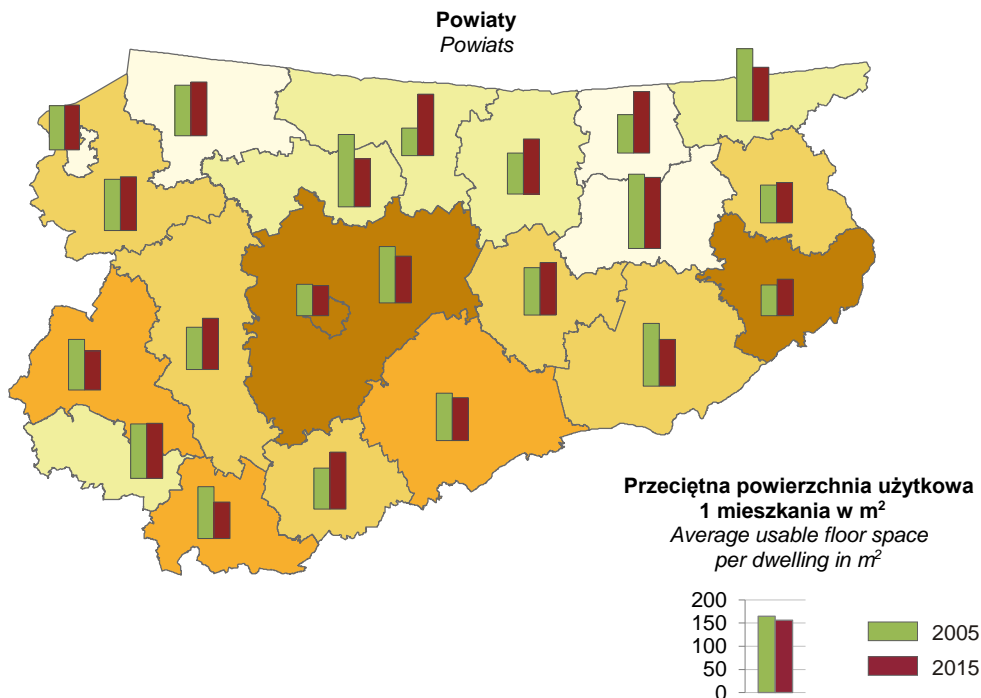 Powiaty
Powiats
Przeciętna powierzchnia użytkowa
1 mieszkania w m²
Average usable floor space
per dwelling in m²
200
150
100
50
0
2005
2015